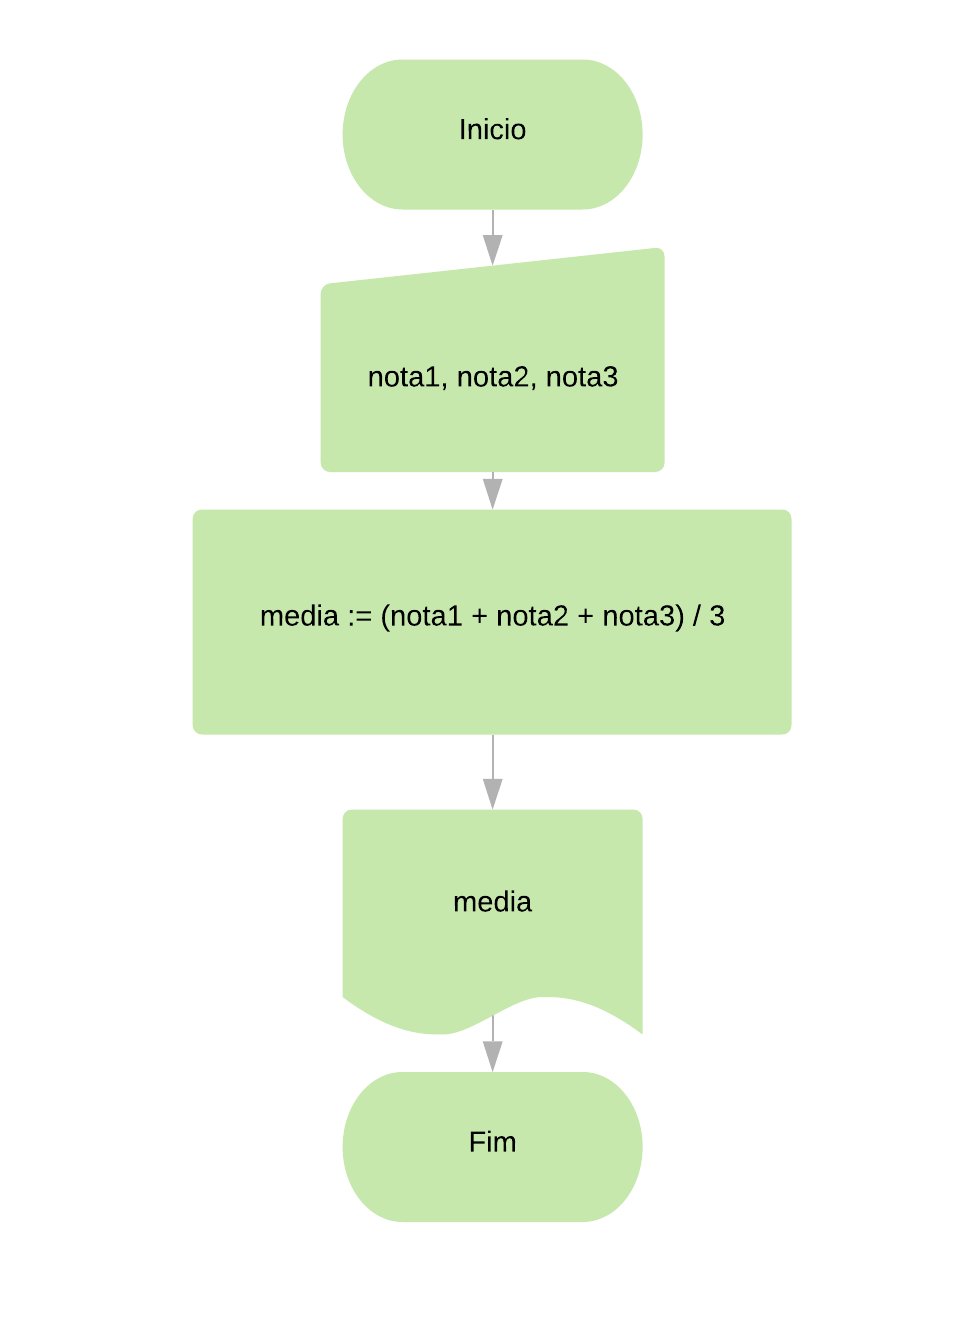 Inicio
nota1, nota2, nota3
media := (nota1 + nota2 + nota3) / 3
media
Fim